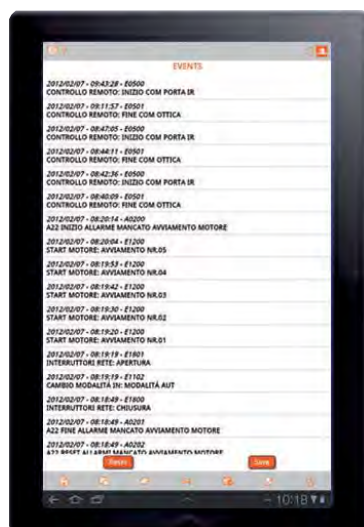 EVENTS
2012/02/07 - 09:43:28 - E0500
CONTROLLO REMOTO: INIZIO COM PORTA IR
2012/02/07 - 09:11:57 - E0501
CONTROLLO REMOTO: FINE COM OTTICA
2012/02/07 - 08:47:05 - E0500
CONTROLLO REMOTO: INIZIO COM PORTA IR
2012/02/07 - 08:44:11 - E0501
CONTROLLO REMOTO: FINE COM OTTICA
2012/02/07 - 08:42:36 - E0500
CONTROLLO REMOTO: INIZIO COM PORTA IR
2012/02/07 - 08:40:09 - E0501
CONTROLLO REMOTO: FINE COM OTTICA
2012/02/07 - 08:20:14 - A0200
A22 INIZIO ALLARME MANCATO AVVIAMENTO MOTORE
2012/02/07 - 08:20:04 - E1200
START MOTORE: AVVIAMENTO NR.05
2012/02/07 - 08:19:53 - E1200
START MOTORE: AVVIAMENTO NR.04
2012/02/07 - 08:19:42 - E1200
START MOTORE: AVVIAMENTO NR.03
2012/02/07 - 08:19:30 - E1200
START MOTORE: AVVIAMENTO NR.02
2012/02/07 - 08:19:20 - E1200
START MOTORE: AVVIAMENTO NR.01
2012/02/07 - 08:19:19 - E1801
INTERRUTTORI RETE: APERTURA
2012/02/07 - 08:19:19 - E1102
CAMBIO MODALITÀ IN: MODALITÀ AUT
2012/02/07 - 08:18:49 - E1800
INTERRUTTORI RETE: CHIUSURA
2012/02/07 - 08:18:49 - A0201
A22 FINE ALLARME MANCATO AVVIAMENTO MOTORE
2012/02/07 - 08:18:49 - A0202
A22 RESET ALLARMI MANCATO AVVIAMENTO MOTORE
Reset Save
10:18